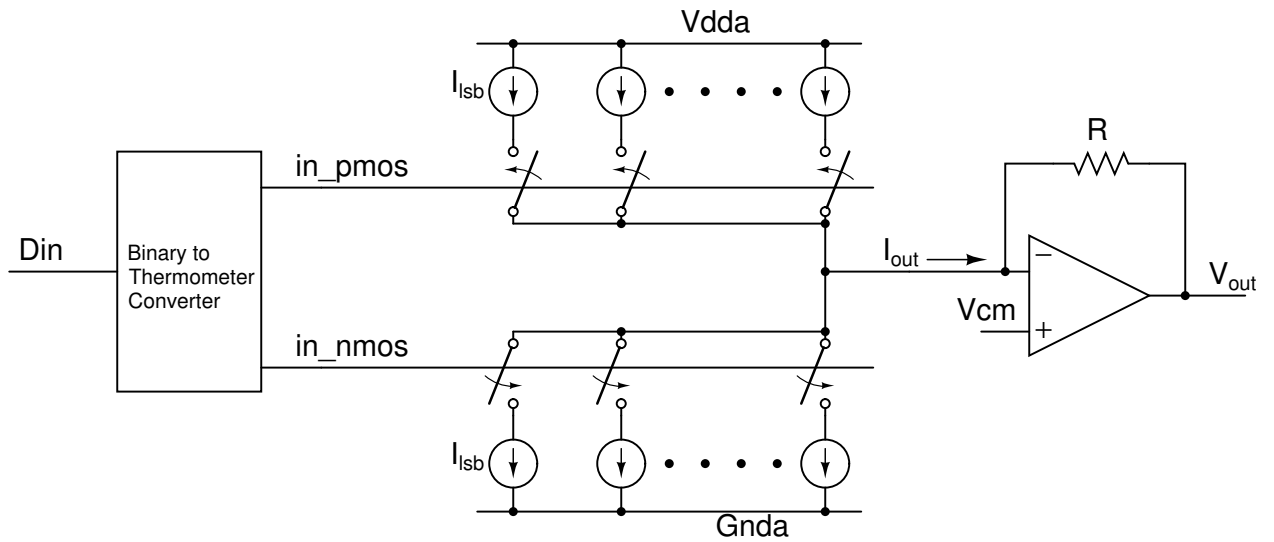 Vdda
I_lsb
R
in_pmos
Din
Binary to
Thermometer
Converter
I_out
−
V_out
Vcm
+
in_nmos
I_lsb
Gnda